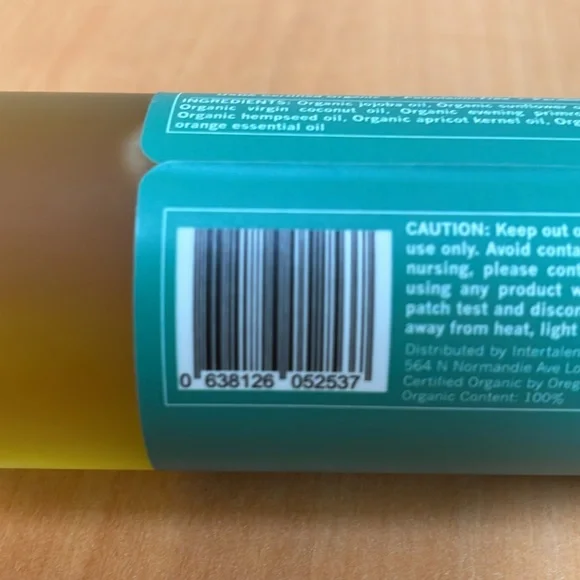 INGREDIENTS: Organic jojoba oil, Organic sunflower
Organic virgin coconut oil, Organic evening primro
Organic hempseed oil, Organic apricot kernel oil, Org
orange essential oil
CAUTION: Keep out o
use only. Avoid conta
nursing, please cont
using any product w
patch test and discon
away from heat, light
Distributed by Intertalen
564 N Normandie Ave Lo
Certified Organic by Oreg
Organic Content: 100%
0 638126 052537